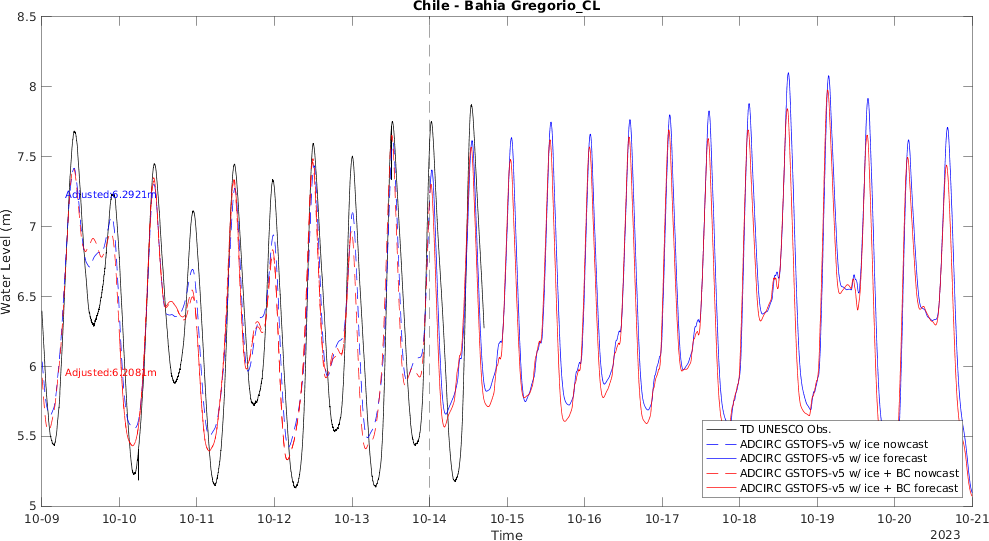 Chile - Bahia Gregorio_CL
8.5
8
7.5
7
6.5
6
5.5
5
Water Level (m)
Adjusted:6.2921m
Adjusted:6.2081m
TD UNESCO Obs.
ADCIRC GSTOFS-v5 w/ ice nowcast
ADCIRC GSTOFS-v5 w/ ice forecast
ADCIRC GSTOFS-v5 w/ ice + BC nowcast
ADCIRC GSTOFS-v5 w/ ice + BC forecast
10-09 10-10 10-11 10-12 10-13 10-14 10-15 10-16 10-17 10-18 10-19 10-20 10-21
Time
2023